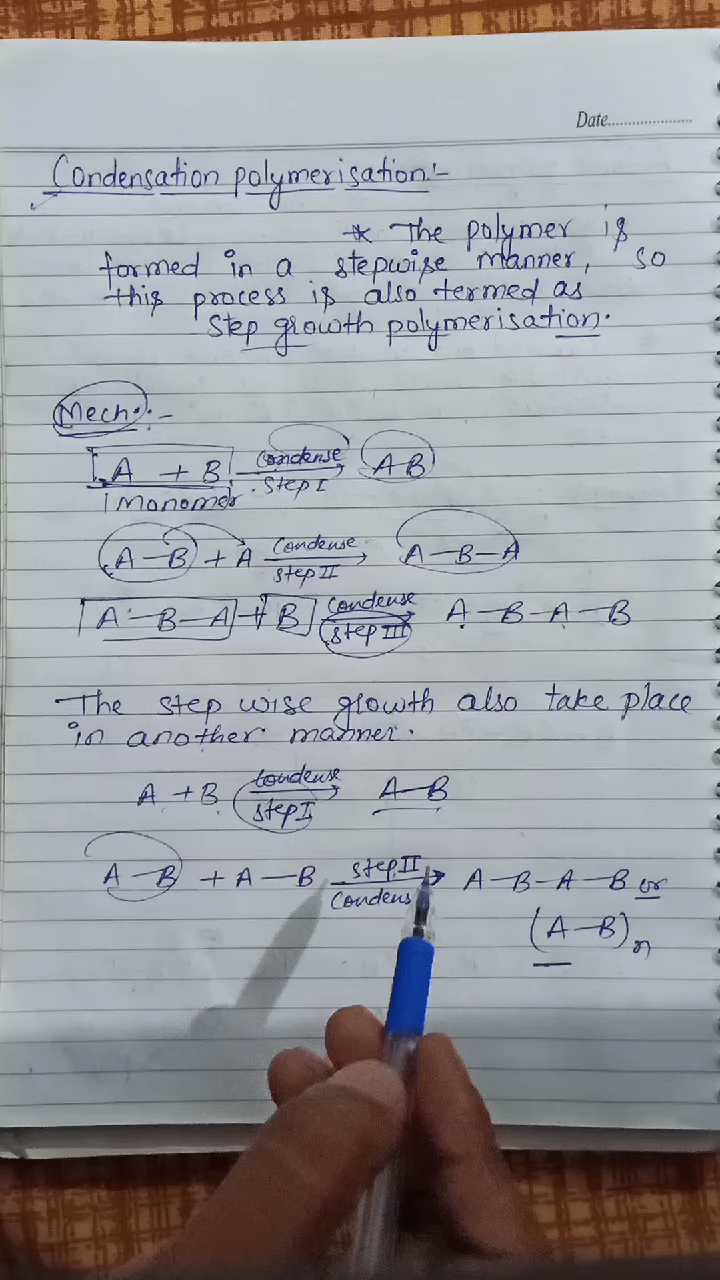 Date.....................
Condensation polymerisation:-
* The polymer is
formed in a stepwise manner, so
this process is also termed as
step growth polymerisation.
Mech:-
A + B condense step I AB
Monomer.
A-B + A condense step II A-B-A
A-B-A + B condense step III A-B-A-B
The step wise growth also take place
in another manner.
A + B condense step I A-B
A-B + A-B step II Condens A-B-A-B or
(A-B)n